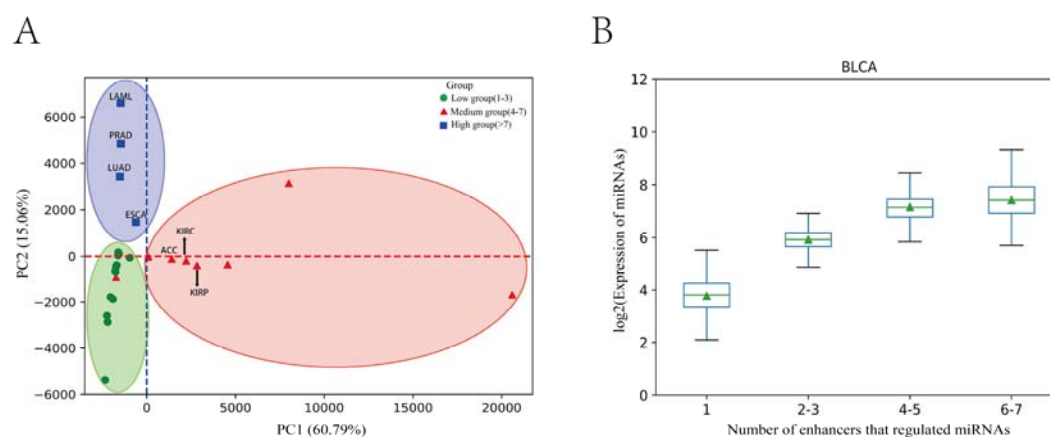 A
Group
Low group(1-3)
Medium group(4-7)
High group(>7)
LAML
PRAD
LUAD
ESCA
KIRC
ACC
KIRP
PC2 (15.06%)
6000
4000
2000
0
−2000
−4000
−6000
0
5000
10000
15000
20000
PC1 (60.79%)
B
BLCA
log2(Expression of miRNAs)
12
10
8
6
4
2
0
1
2-3
4-5
6-7
Number of enhancers that regulated miRNAs